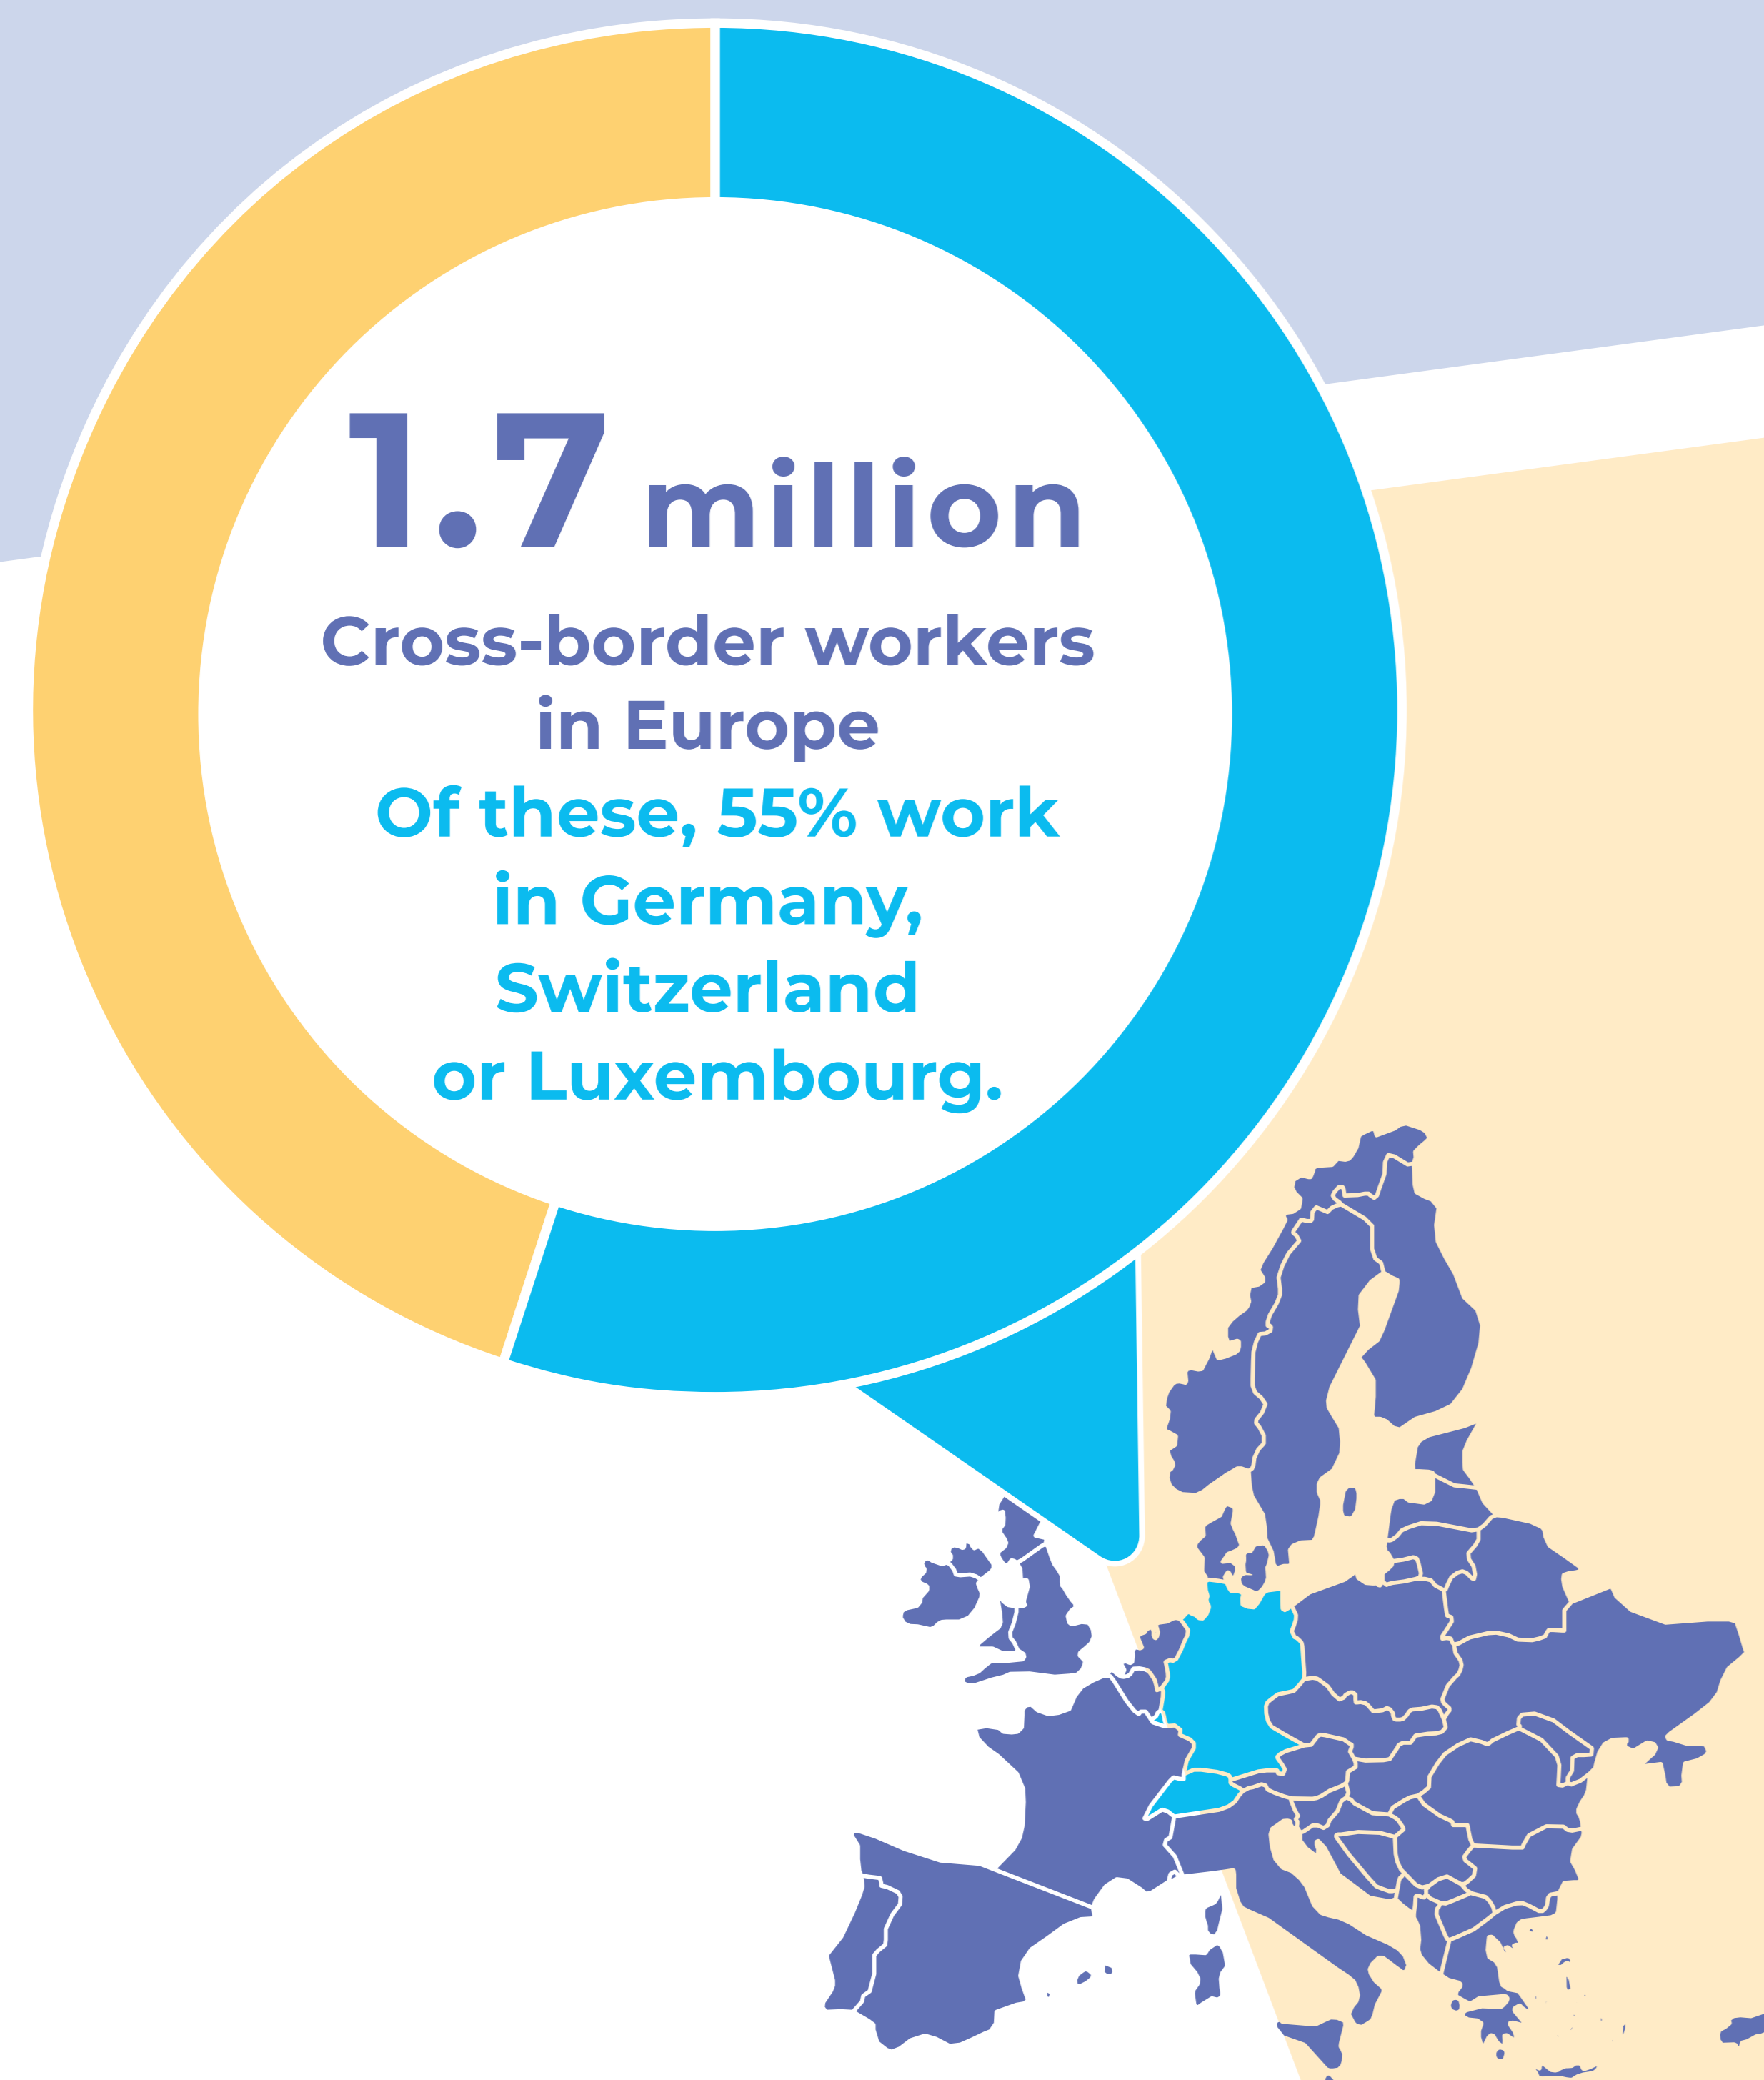 1.7 million
Cross-border workers
in Europe
Of these, 55% work
in Germany,
Switzerland
or Luxembourg.